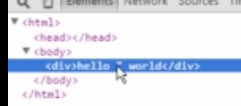 Elements Network Sources
<html>
<head></head>
<body>
<div>hello " world</div>
</body>
</html>